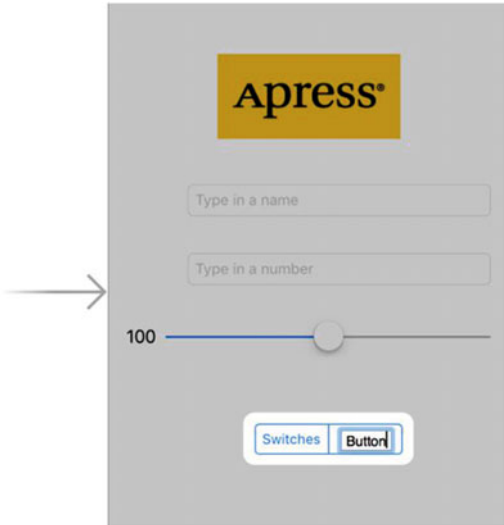 Apress®
Type in a name
Type in a number
100
Switches Button